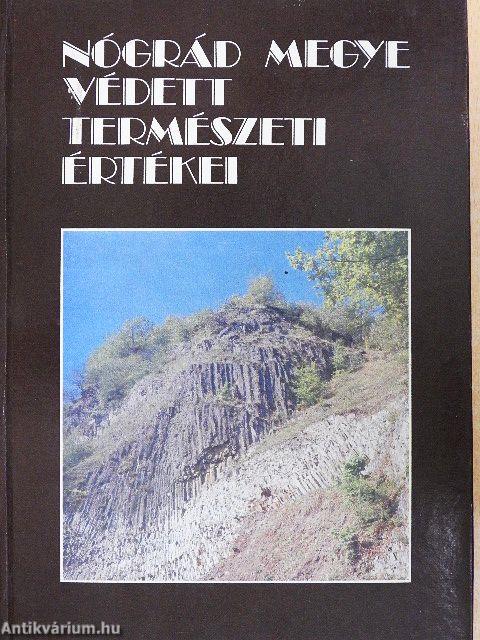 NÓGRÁD MEGYE
VÉDETT
TERMÉSZETI
ÉRTÉKEI
Antikvárium.hu